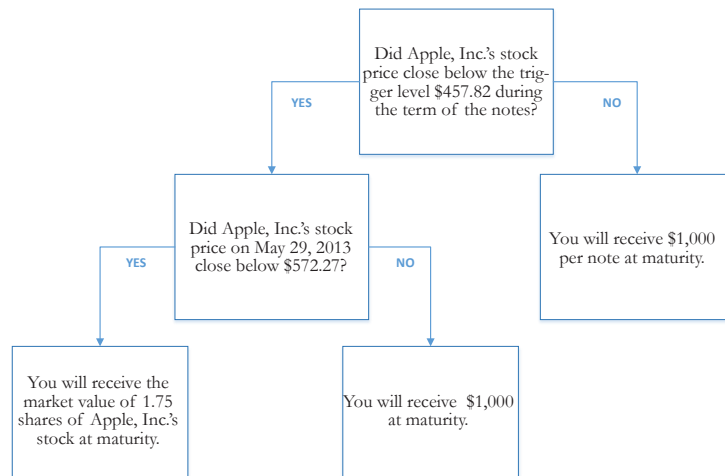 Did Apple, Inc.'s stock
price close below the trig-
ger level $457.82 during
the term of the notes?
YES
NO
Did Apple, Inc.'s stock
price on May 29, 2013
close below $572.27?
You will receive $1,000
per note at maturity.
YES
NO
You will receive the
market value of 1.75
shares of Apple, Inc.'s
stock at maturity.
You will receive $1,000
at maturity.